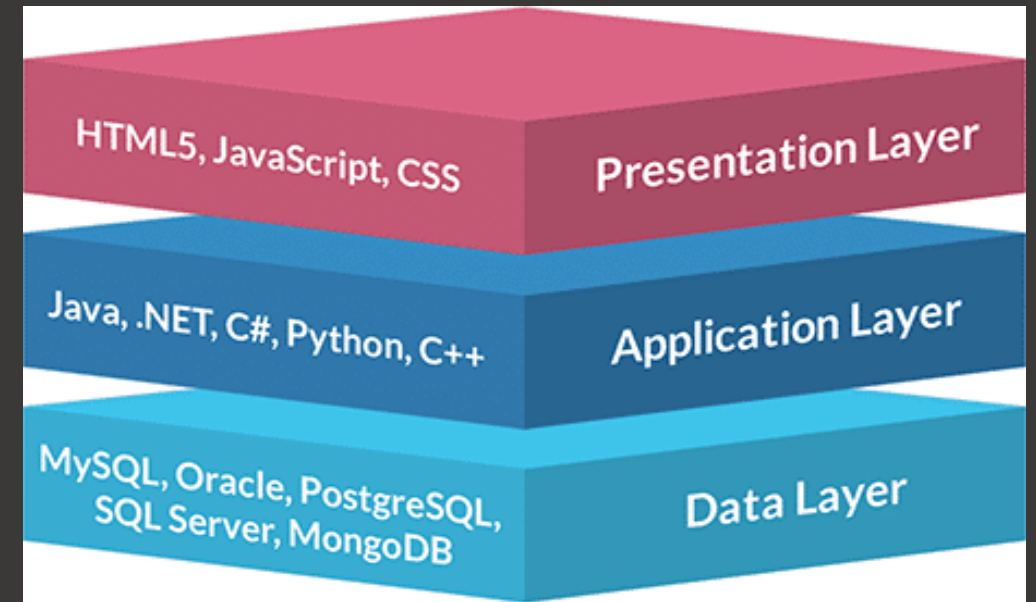 HTML5, JavaScript, CSS
Presentation Layer
Java, .NET, C#, Python, C++
Application Layer
MySQL, Oracle, PostgreSQL,
SQL Server, MongoDB
Data Layer